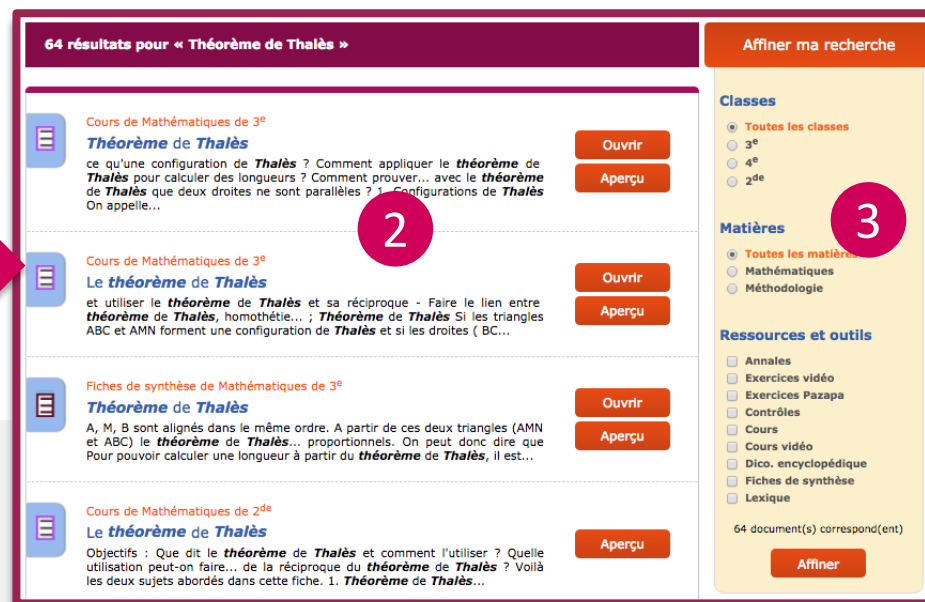 64 résultats pour « Théorème de Thalès »
Cours de Mathématiques de 3e
Théorème de Thalès
ce qu'une configuration de Thalès ? Comment appliquer le théorème de
Thalès pour calculer des longueurs ? Comment prouver... avec le théorème
de Thalès que deux droites ne sont parallèles ? 1. Configurations de Thalès
On appelle...
Ouvrir
Aperçu
2
Cours de Mathématiques de 3e
Le théorème de Thalès
et utiliser le théorème de Thalès et sa réciproque - Faire le lien entre
théorème de Thalès, homothétie... ; Théorème de Thalès Si les triangles
ABC et AMN forment une configuration de Thalès et si les droites ( BC...
Ouvrir
Aperçu
Fiches de synthèse de Mathématiques de 3e
Théorème de Thalès
A, M, B sont alignés dans le même ordre. A partir de ces deux triangles (AMN
et ABC) le théorème de Thalès... proportionnels. On peut donc dire que
Pour pouvoir calculer une longueur à partir du théorème de Thalès, il est...
Ouvrir
Aperçu
Cours de Mathématiques de 2de
Le théorème de Thalès
Objectifs : Que dit le théorème de Thalès et comment l'utiliser ? Quelle
utilisation peut-on faire... de la réciproque du théorème de Thalès ? Voilà
les deux sujets abordés dans cette fiche. 1. Théorème de Thalès...
Aperçu
Affiner ma recherche
Classes
Toutes les classes
3e
4e
2de
3
Matières
Toutes les matières
Mathématiques
Méthodologie
Ressources et outils
Annales
Exercices vidéo
Exercices Pazapa
Contrôles
Cours
Cours vidéo
Dico. encyclopédique
Fiches de synthèse
Lexique
64 document(s) correspond(ent)
Affiner